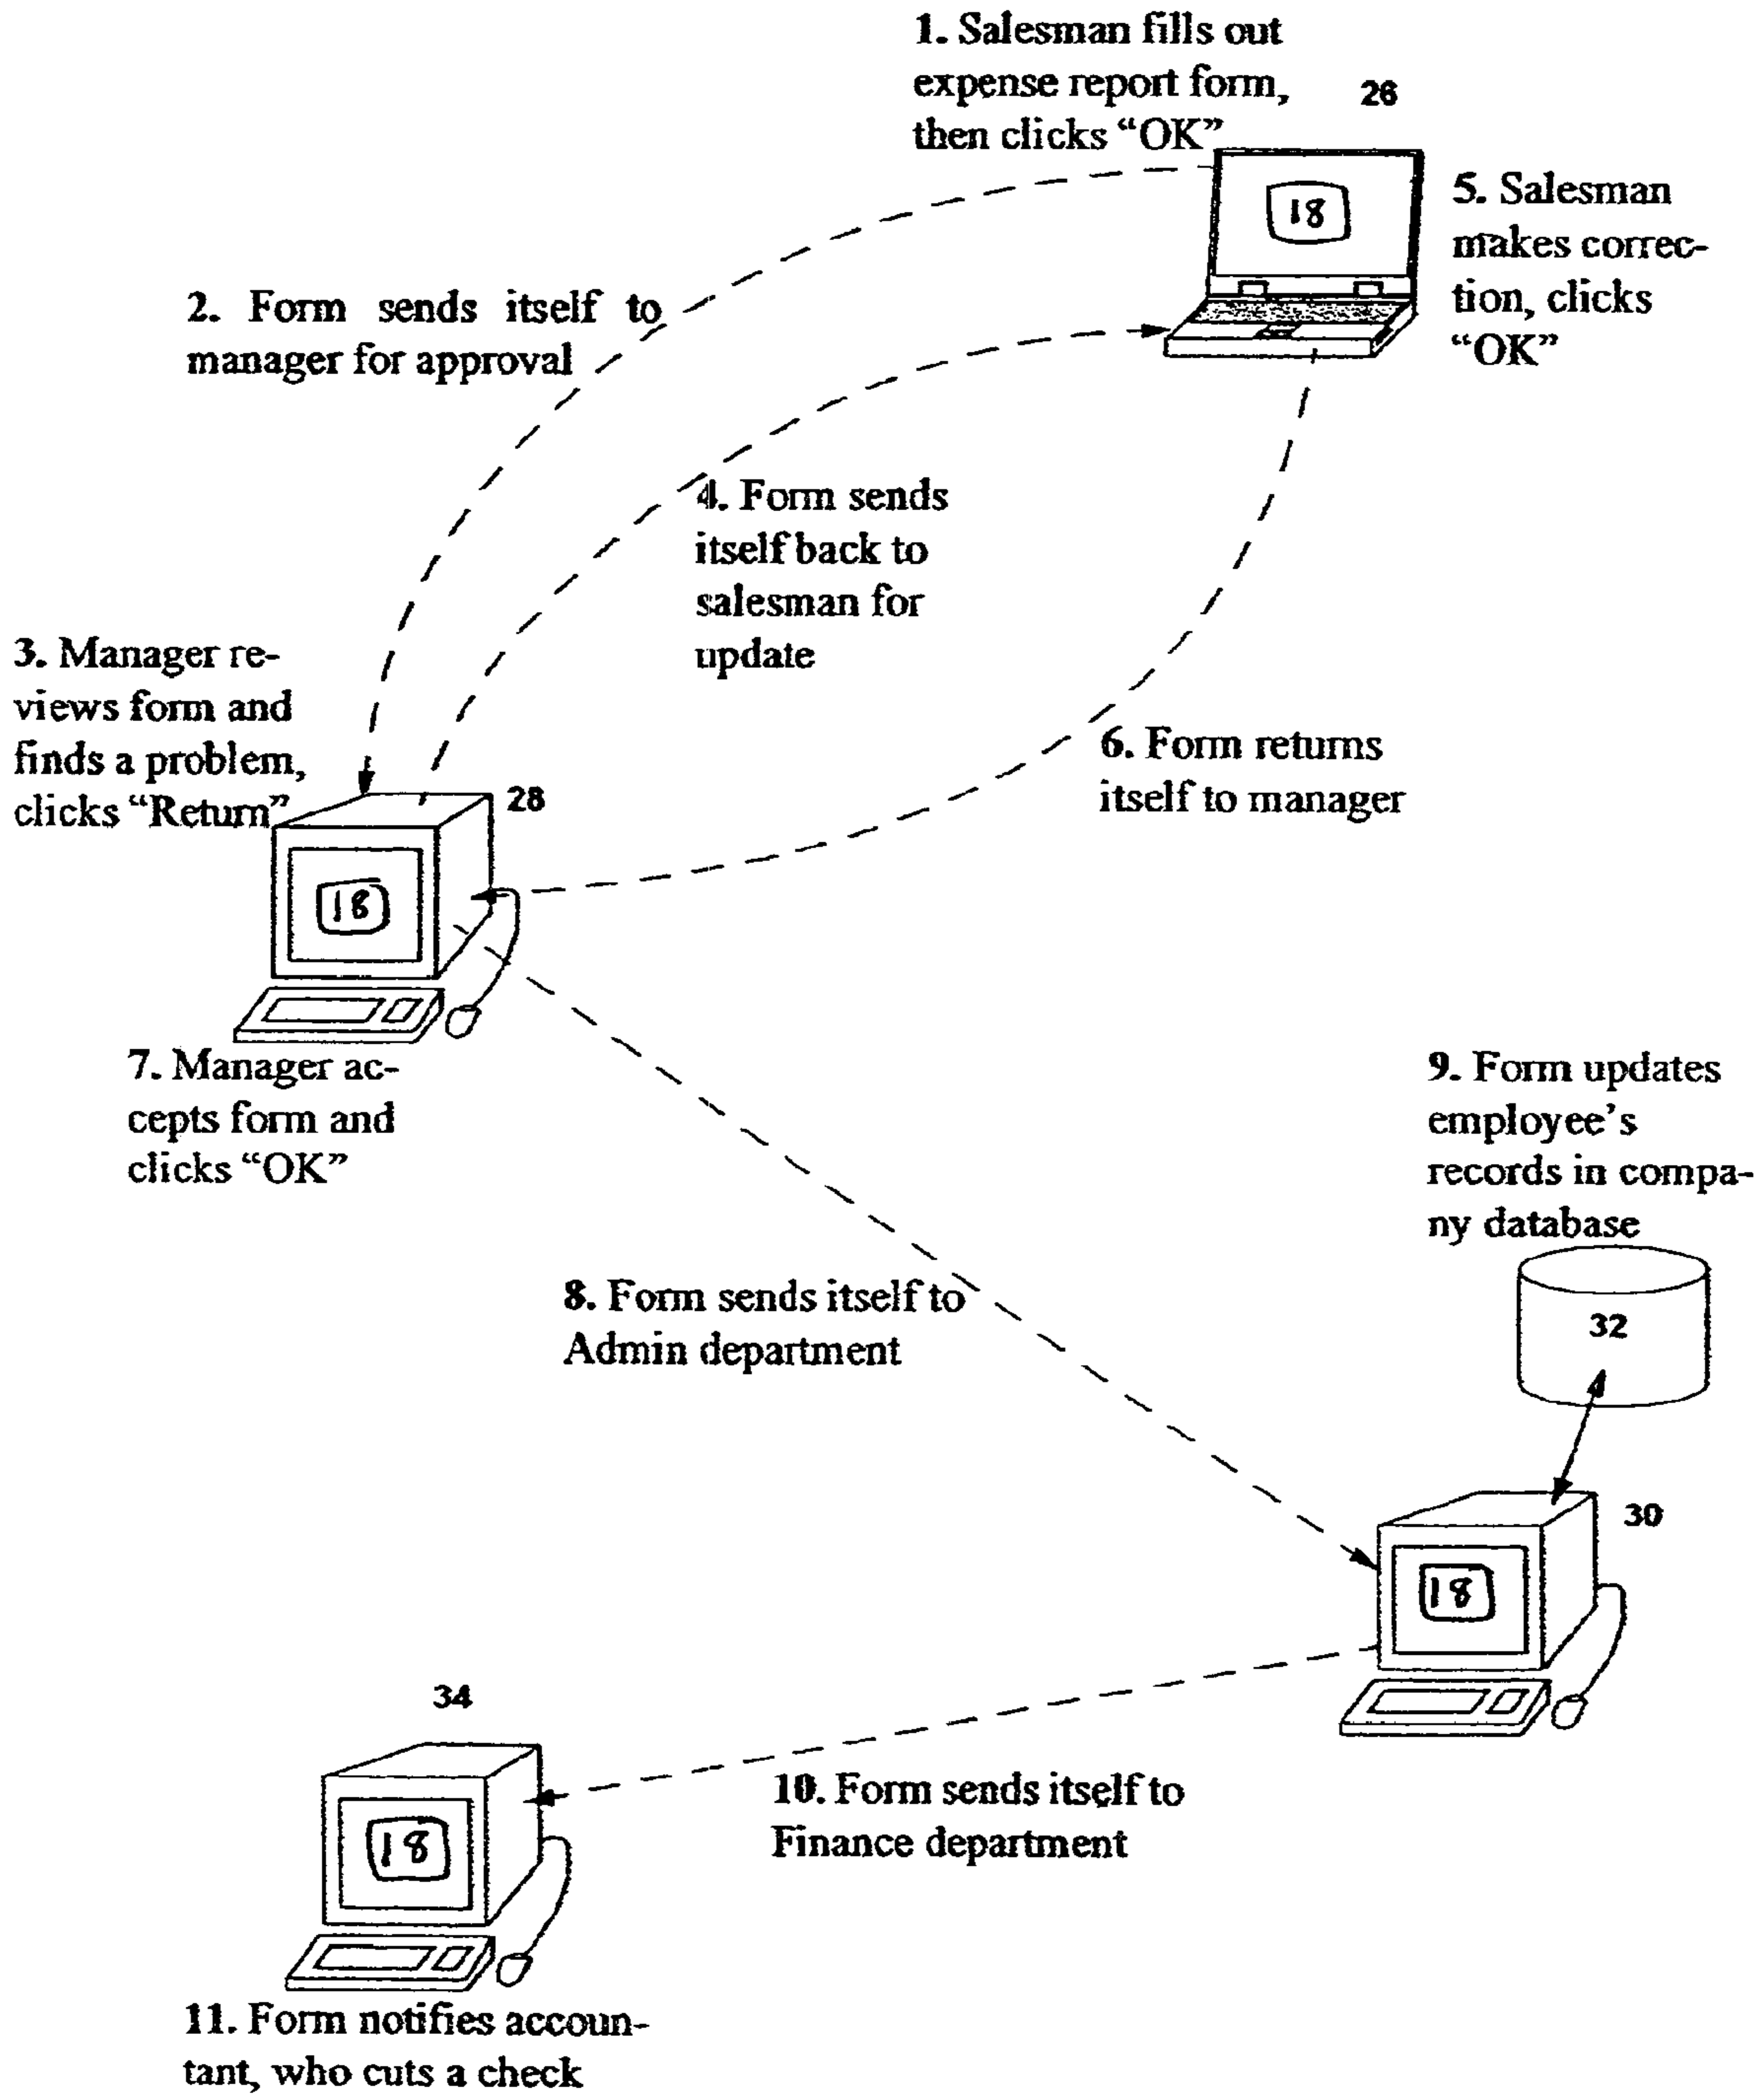 1. Salesman fills out
expense report form,
then clicks “OK”
26
18
5. Salesman
makes correc-
tion, clicks
“OK”
2. Form sends itself to
manager for approval
4. Form sends
itself back to
salesman for
update
3. Manager re-
views form and
finds a problem,
clicks “Return”
28
18
6. Form returns
itself to manager
7. Manager ac-
cepts form and
clicks “OK”
8. Form sends itself to
Admin department
9. Form updates
employee’s
records in compa-
ny database
32
30
18
10. Form sends itself to
Finance department
34
18
11. Form notifies accoun-
tant, who cuts a check